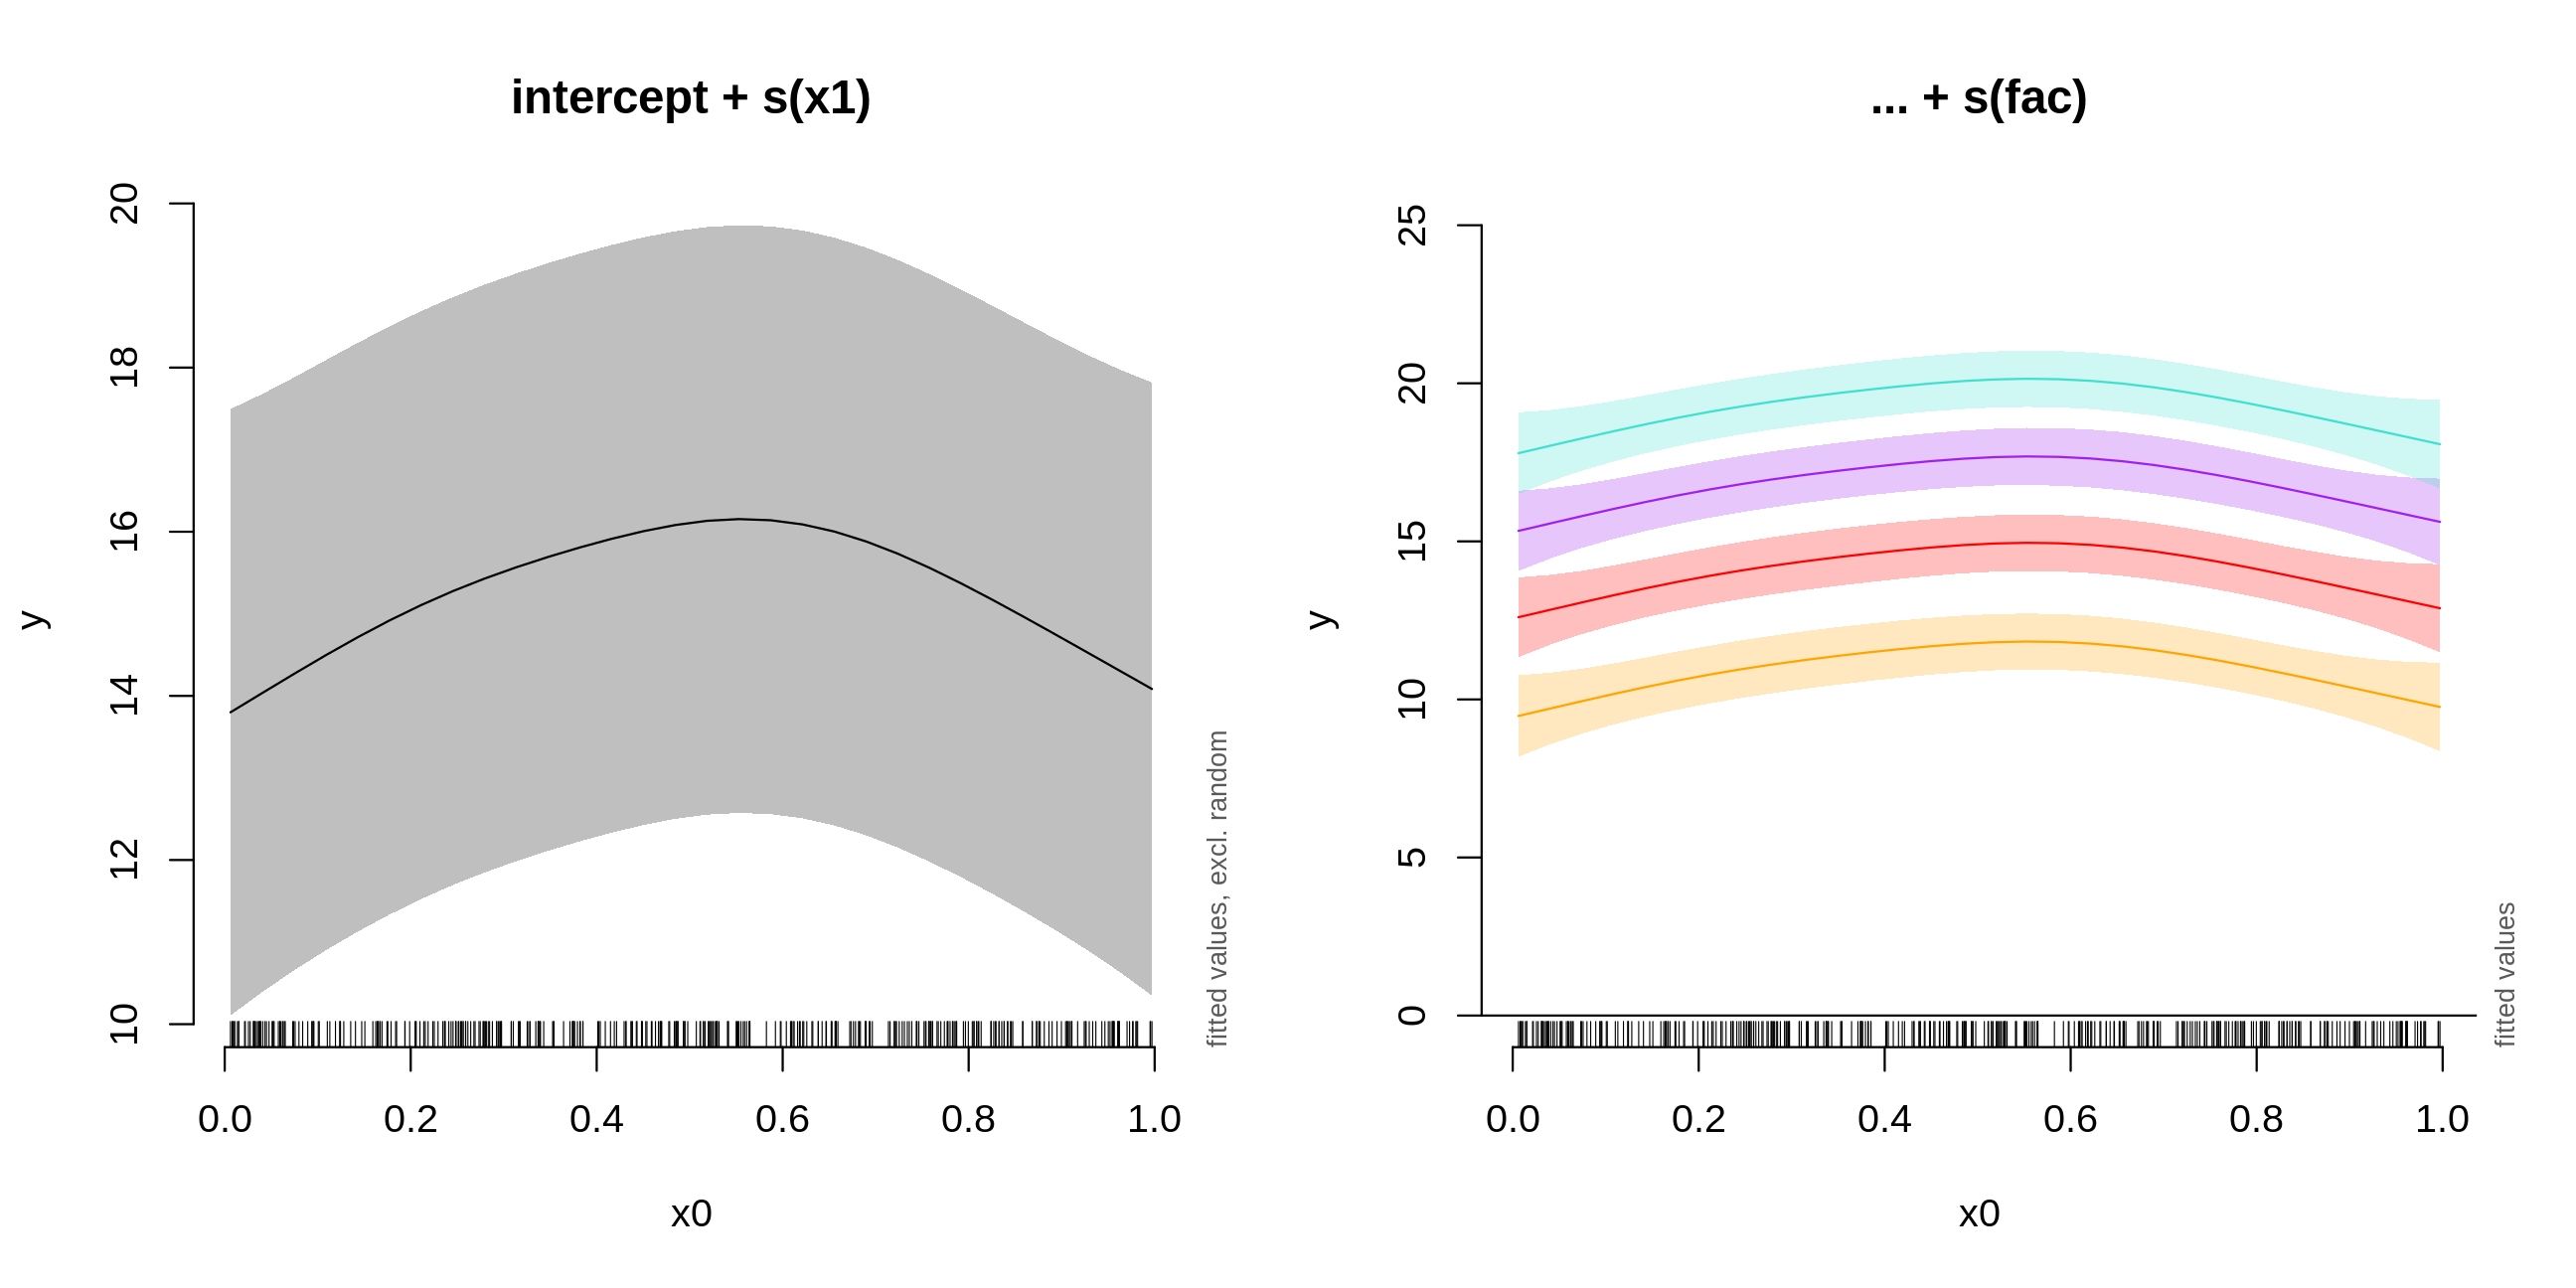 intercept + s(x1)
20
18
16
14
12
10
y
0.0 0.2 0.4 0.6 0.8 1.0
x0
fitted values, excl. random
... + s(fac)
25
20
15
10
5
0
y
0.0 0.2 0.4 0.6 0.8 1.0
x0
fitted values